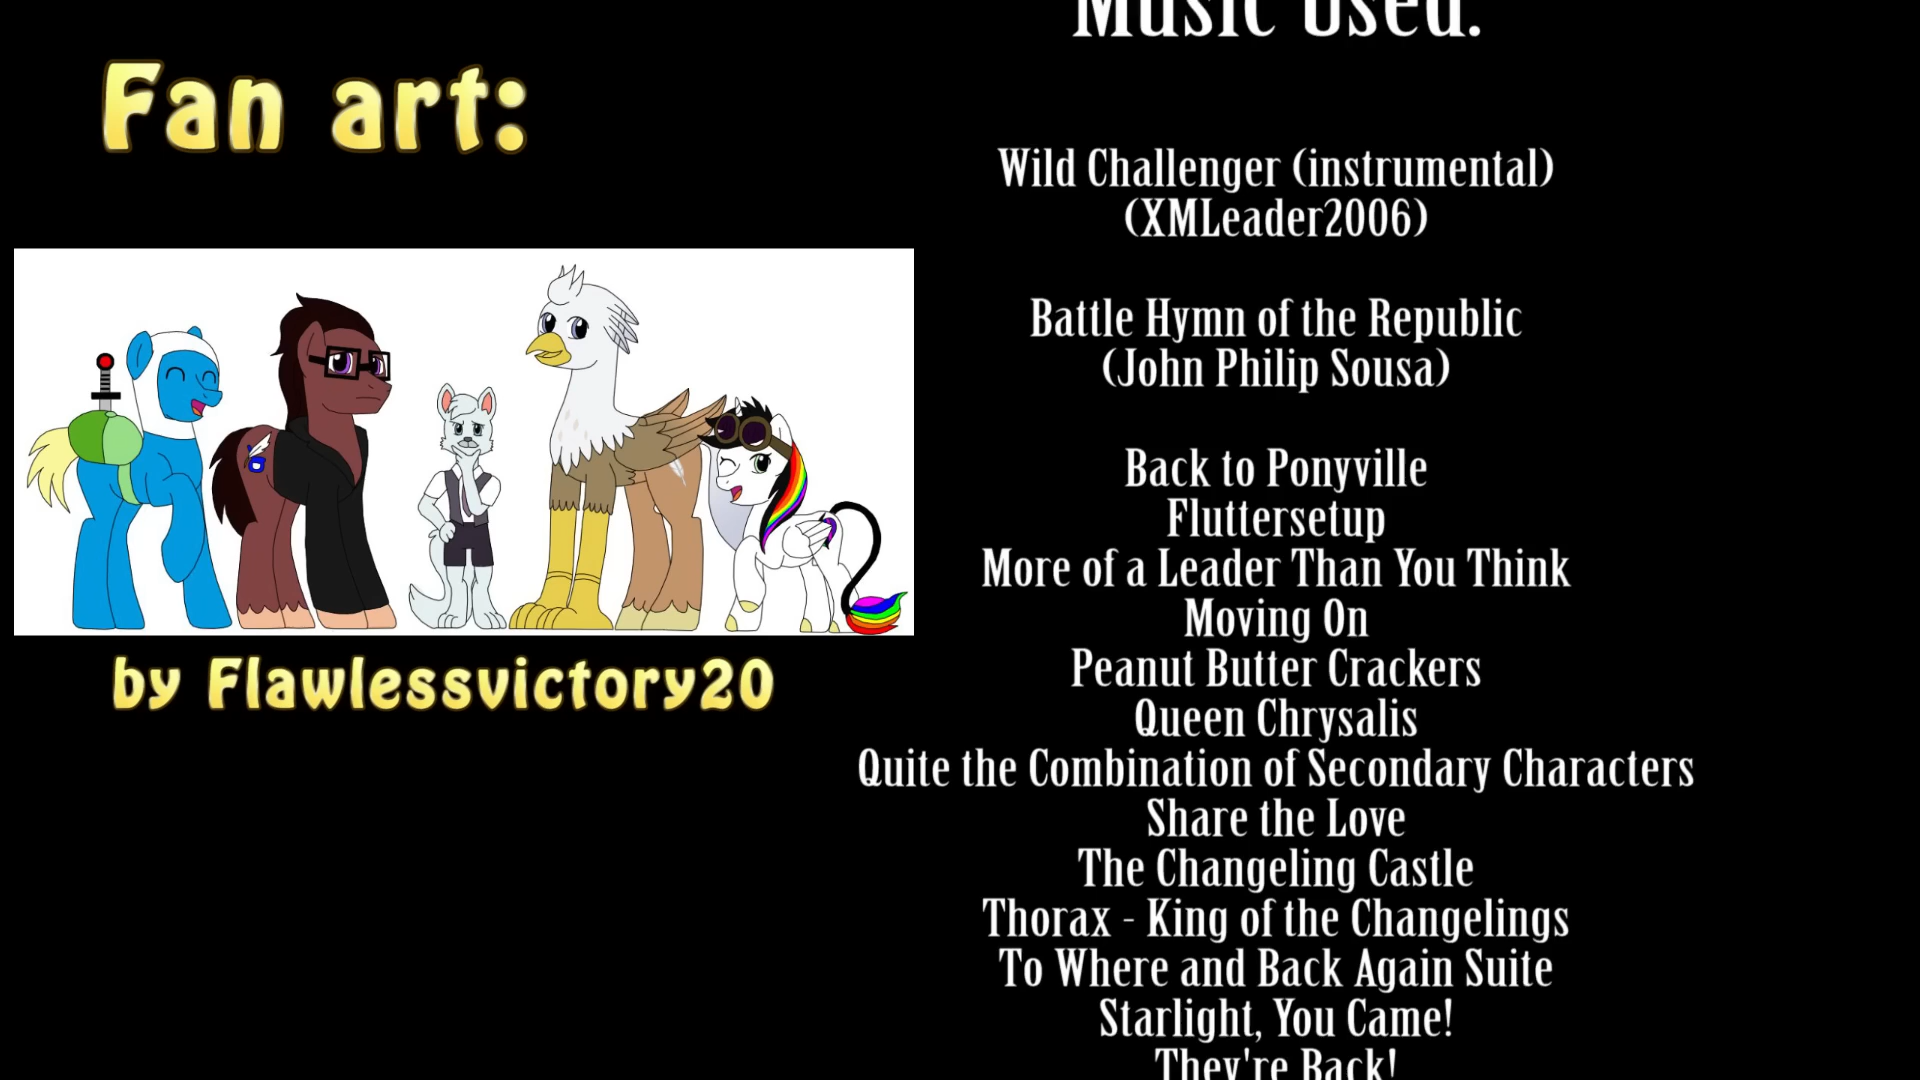 Fan art:
by Flawlessvictory20
Music Used:
Wild Challenger (instrumental)
(XMLeader2006)
Battle Hymn of the Republic
(John Philip Sousa)
Back to Ponyville
Fluttersetup
More of a Leader Than You Think
Moving On
Peanut Butter Crackers
Queen Chrysalis
Quite the Combination of Secondary Characters
Share the Love
The Changeling Castle
Thorax - King of the Changelings
To Where and Back Again Suite
Starlight, You Came!
They're Back!